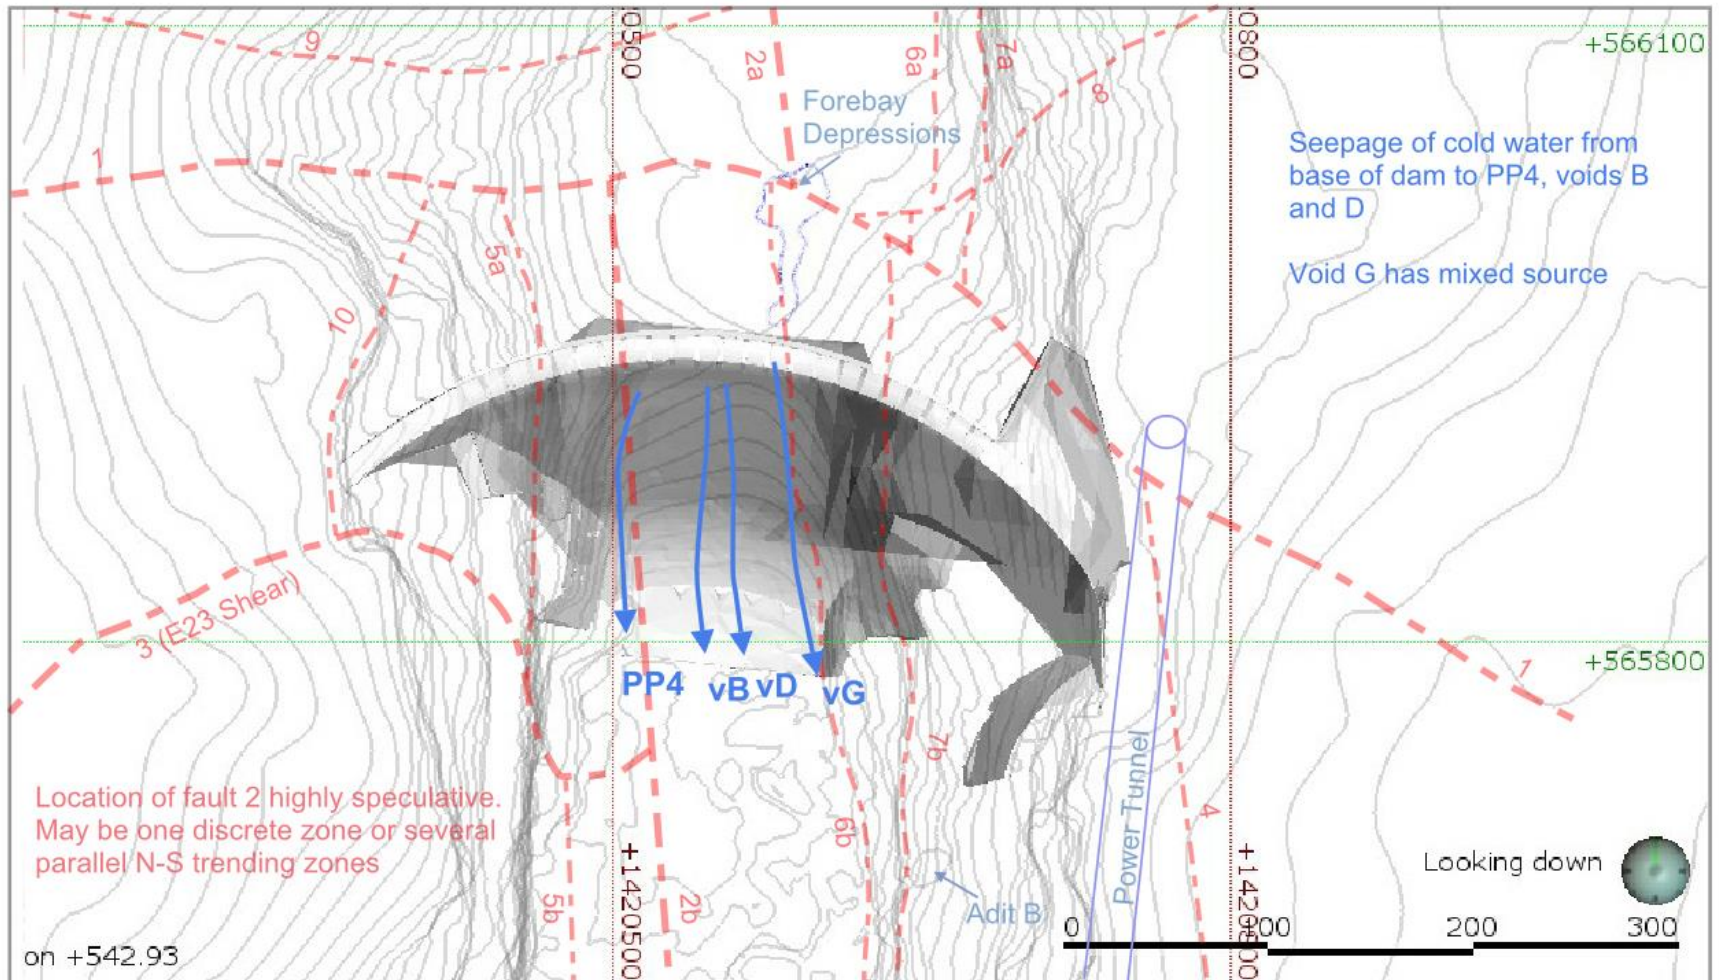 9
2a
6a
7a
8
+566100
Forebay
Depressions
Seepage of cold water from
base of dam to PP4, voids B
and D
Void G has mixed source
1
5a
10
3 (E23 Shear)
+565800
1
PP4
vB
vD
vG
7b
Location of fault 2 highly speculative.
May be one discrete zone or several
parallel N-S trending zones
6b
Power Tunnel
4
Looking down
5b
2b
+1420500
Adit B
0
100
200
300
on +542.93